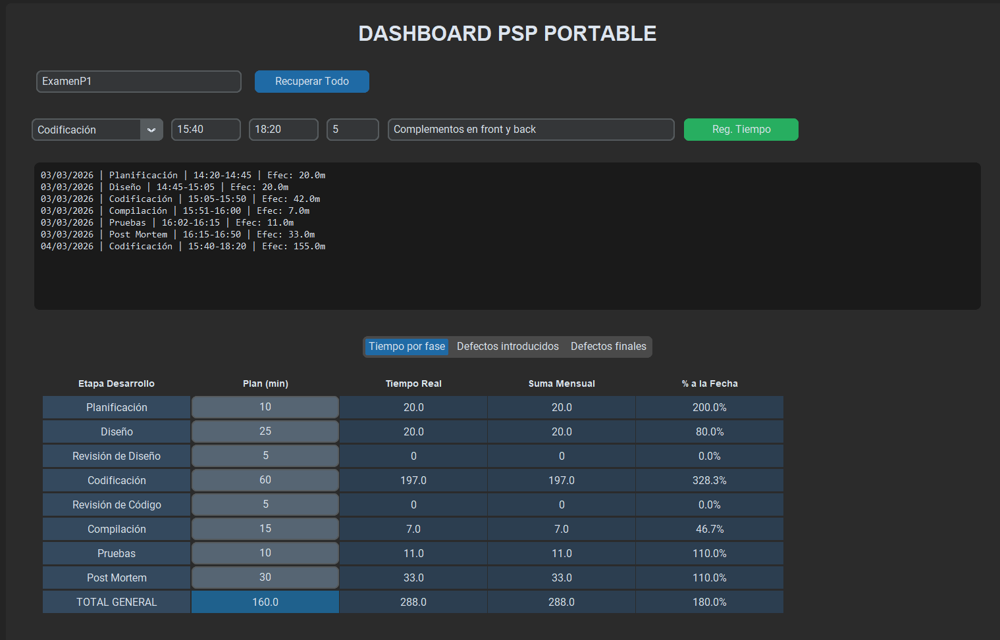 DASHBOARD PSP PORTABLE
ExamenP1 Recuperar Todo
Codificación 15:40 18:20 5 Complementos en front y back Reg. Tiempo
03/03/2026 | Planificación | 14:20-14:45 | Efec: 20.0m
03/03/2026 | Diseño | 14:45-15:05 | Efec: 20.0m
03/03/2026 | Codificación | 15:05-15:50 | Efec: 42.0m
03/03/2026 | Compilación | 15:51-16:00 | Efec: 7.0m
03/03/2026 | Pruebas | 16:02-16:15 | Efec: 11.0m
03/03/2026 | Post Mortem | 16:15-16:50 | Efec: 33.0m
04/03/2026 | Codificación | 15:40-18:20 | Efec: 155.0m
Tiempo por fase Defectos introducidos Defectos finales
Etapa Desarrollo Plan (min) Tiempo Real Suma Mensual % a la Fecha
Planificación 10 20.0 20.0 200.0%
Diseño 25 20.0 20.0 80.0%
Revisión de Diseño 5 0 0 0.0%
Codificación 60 197.0 197.0 328.3%
Revisión de Código 5 0 0 0.0%
Compilación 15 7.0 7.0 46.7%
Pruebas 10 11.0 11.0 110.0%
Post Mortem 30 33.0 33.0 110.0%
TOTAL GENERAL 160.0 288.0 288.0 180.0%